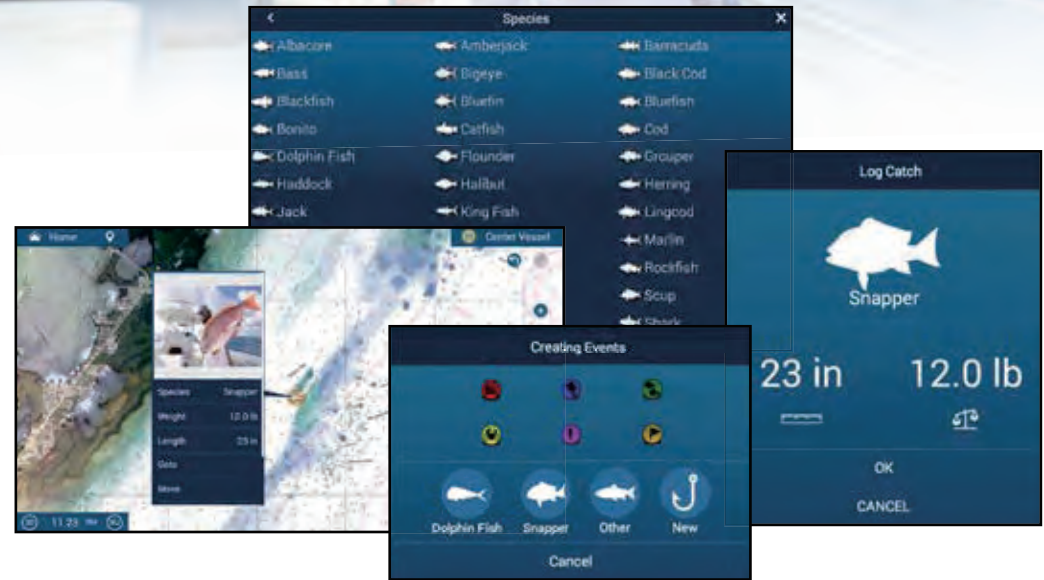 Species
Albacore Amberjack Barracuda
Bass Bigeye Black Cod
Blackfish Bluefin Bluefish
Bonito Catfish Cod
Dolphin Fish Flounder Grouper
Haddock Halibut Herring
Jack King Fish Lingcod
Marlin
Rockfish
Scup
Shark
Log Catch
Snapper
23 in 12.0 lb
OK
CANCEL
Home Center Vessel
Species Snapper
Weight 12.0 lb
Length 23 in
Goto
Move
11.23
Creating Events
Dolphin Fish Snapper Other New
Cancel